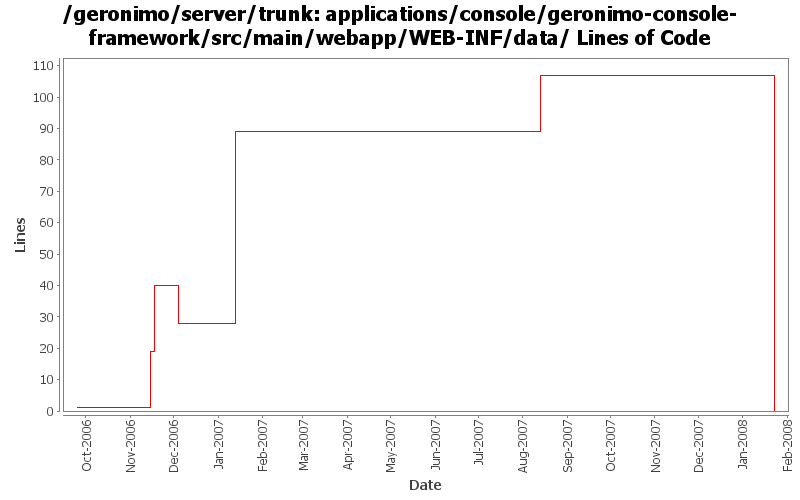 /geronimo/server/trunk: applications/console/geronimo-console-
framework/src/main/webapp/WEB-INF/data/ Lines of Code
110
100
90
80
70
60
50
40
30
20
10
0
Lines
Oct-2006
Nov-2006
Dec-2006
Jan-2007
Feb-2007
Mar-2007
Apr-2007
May-2007
Jun-2007
Jul-2007
Aug-2007
Sep-2007
Oct-2007
Nov-2007
Dec-2007
Jan-2008
Feb-2008
Date